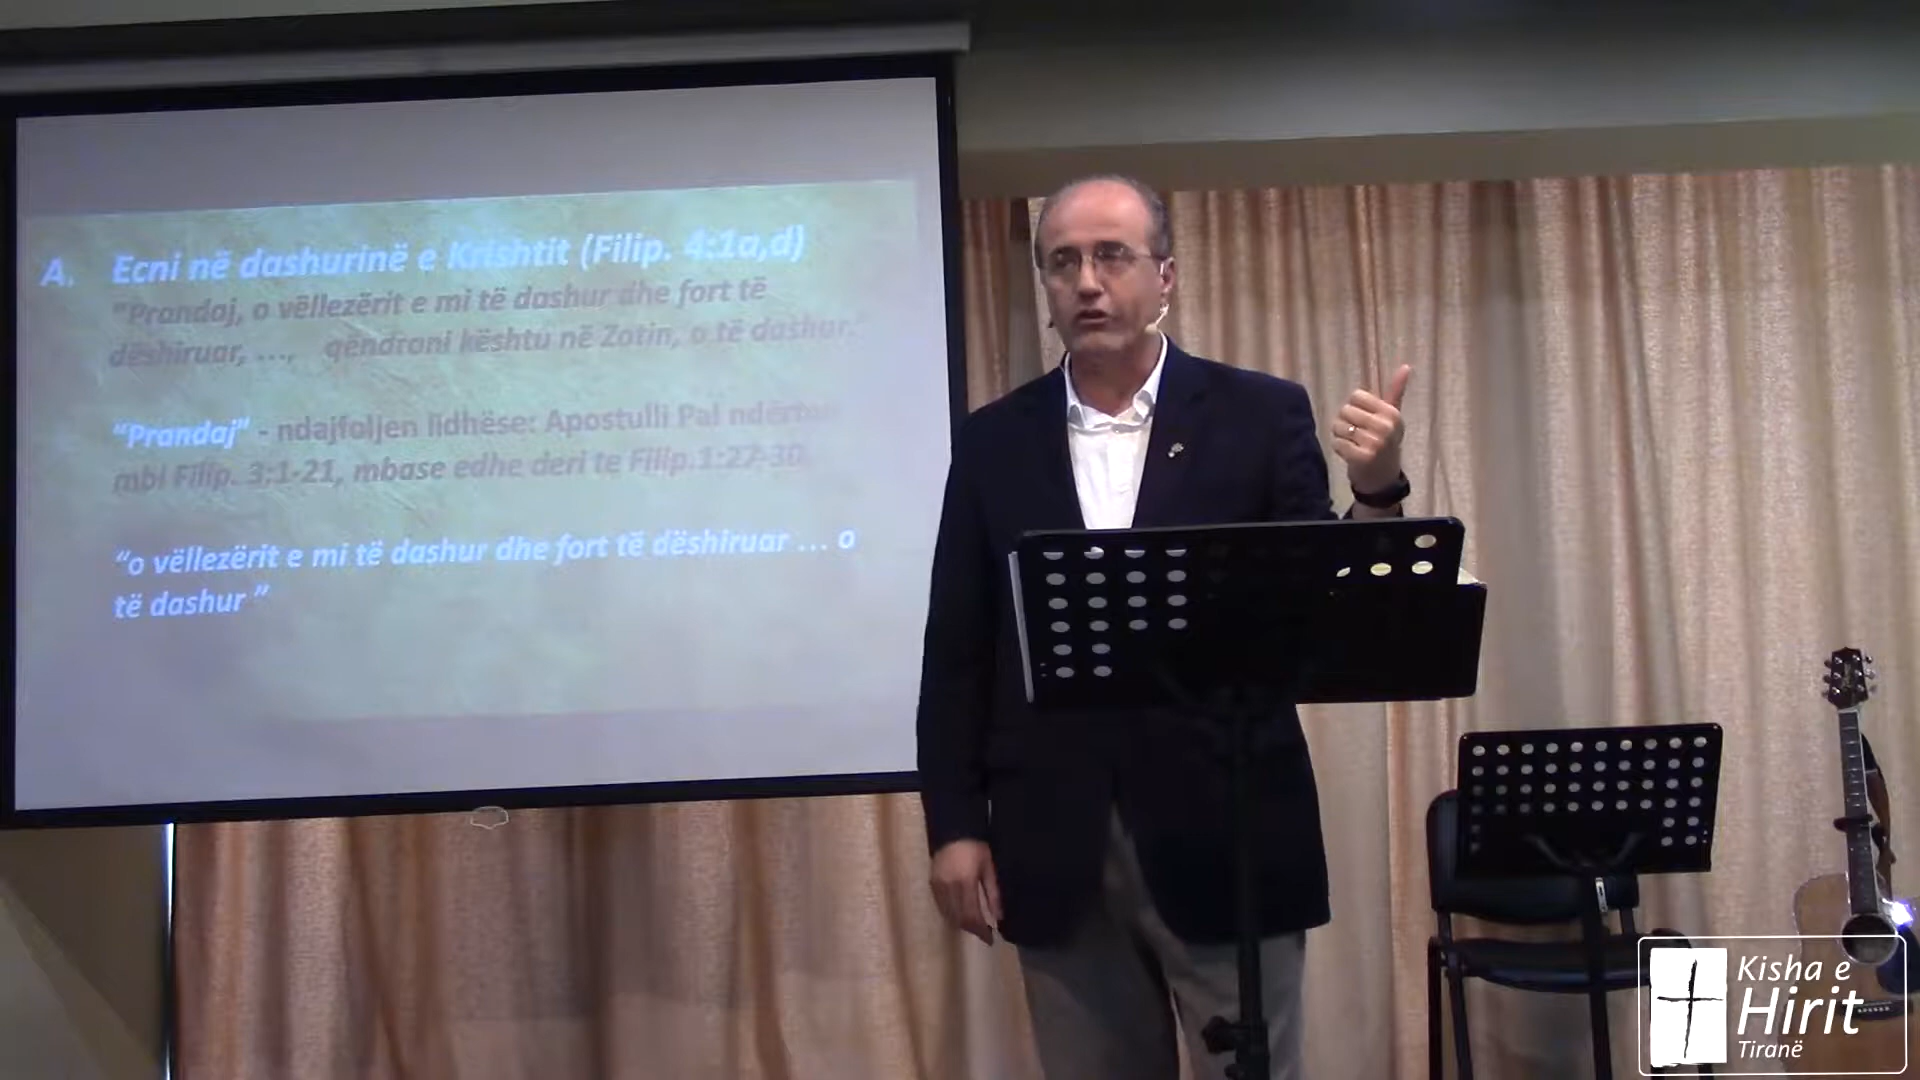 A. Ecni në dashurinë e Krishtit (Filip. 4:1a,d)
"Prandaj, o vëllezërit e mi të dashur dhe fort të
dëshiruar, ..., qëndroni kështu në Zotin, o të dashur."
"Prandaj" - ndajfoljen lidhëse: Apostulli Pal ndërton
mbi Filip. 3:1-21, mbase edhe deri te Filip.1:27-30.
"o vëllezërit e mi të dashur dhe fort të dëshiruar ... o
të dashur "
Kisha e
Hirit
Tiranë